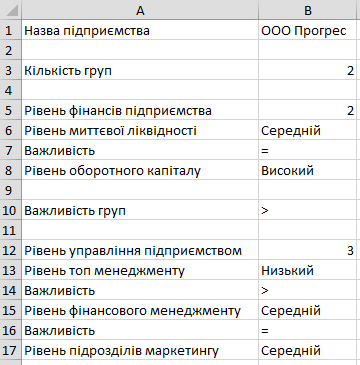 A B
1 Назва підприємства ООО Прогрес
2
3 Кількість груп 2
4
5 Рівень фінансів підприємства 2
6 Рівень миттєвої ліквідності Середній
7 Важливість =
8 Рівень оборотного капіталу Високий
9
10 Важливість груп >
11
12 Рівень управління підприємством 3
13 Рівень топ менеджменту Низький
14 Важливість >
15 Рівень фінансового менеджменту Середній
16 Важливість =
17 Рівень підрозділів маркетингу Середній